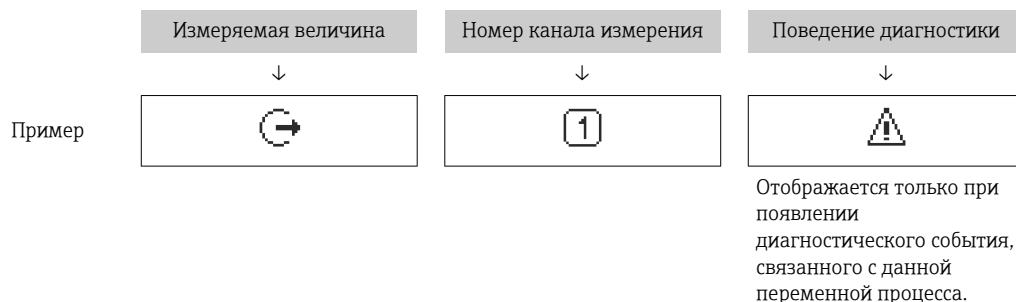 Измеряемая величина
Номер канала измерения
Поведение диагностики
↓
↓
↓
Пример
1
Отображается только при
появлении
диагностического события,
связанного с данной
переменной процесса.